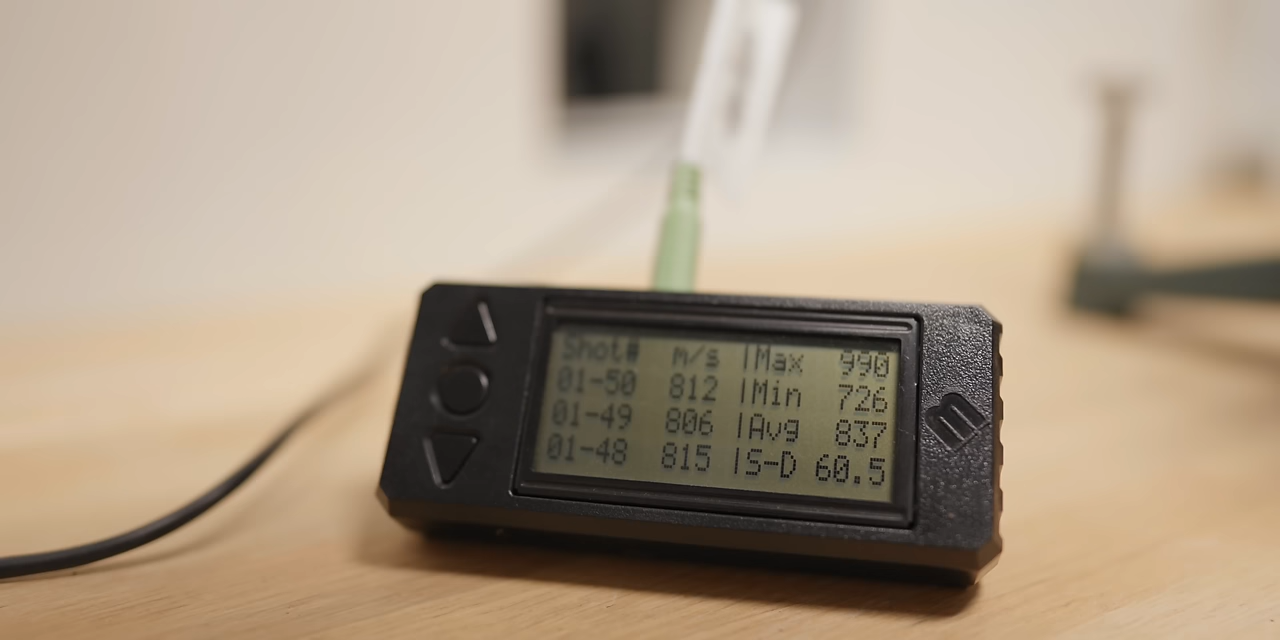 Shot# m/s |Max 990
01-50 812 |Min 726
01-49 806 |Avg 837
01-48 815 |S-D 60.5